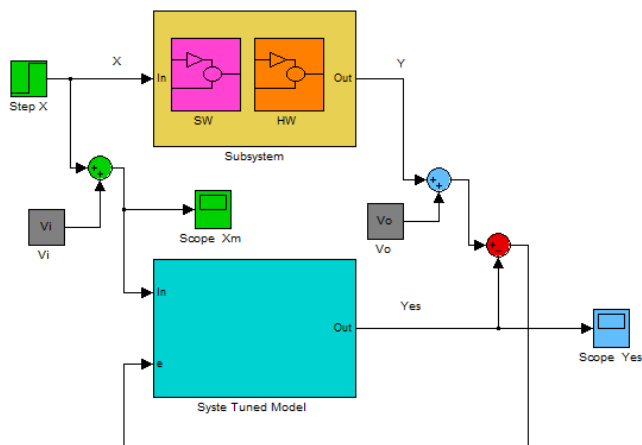 X
Y
In
Out
Step X
SW
HW
Subsystem
+
+
+
+
Vi
Vi
Scope Xm
Vo
Vo
+
-
In
Yes
Out
e
Scope Yes
Syste Tuned Model